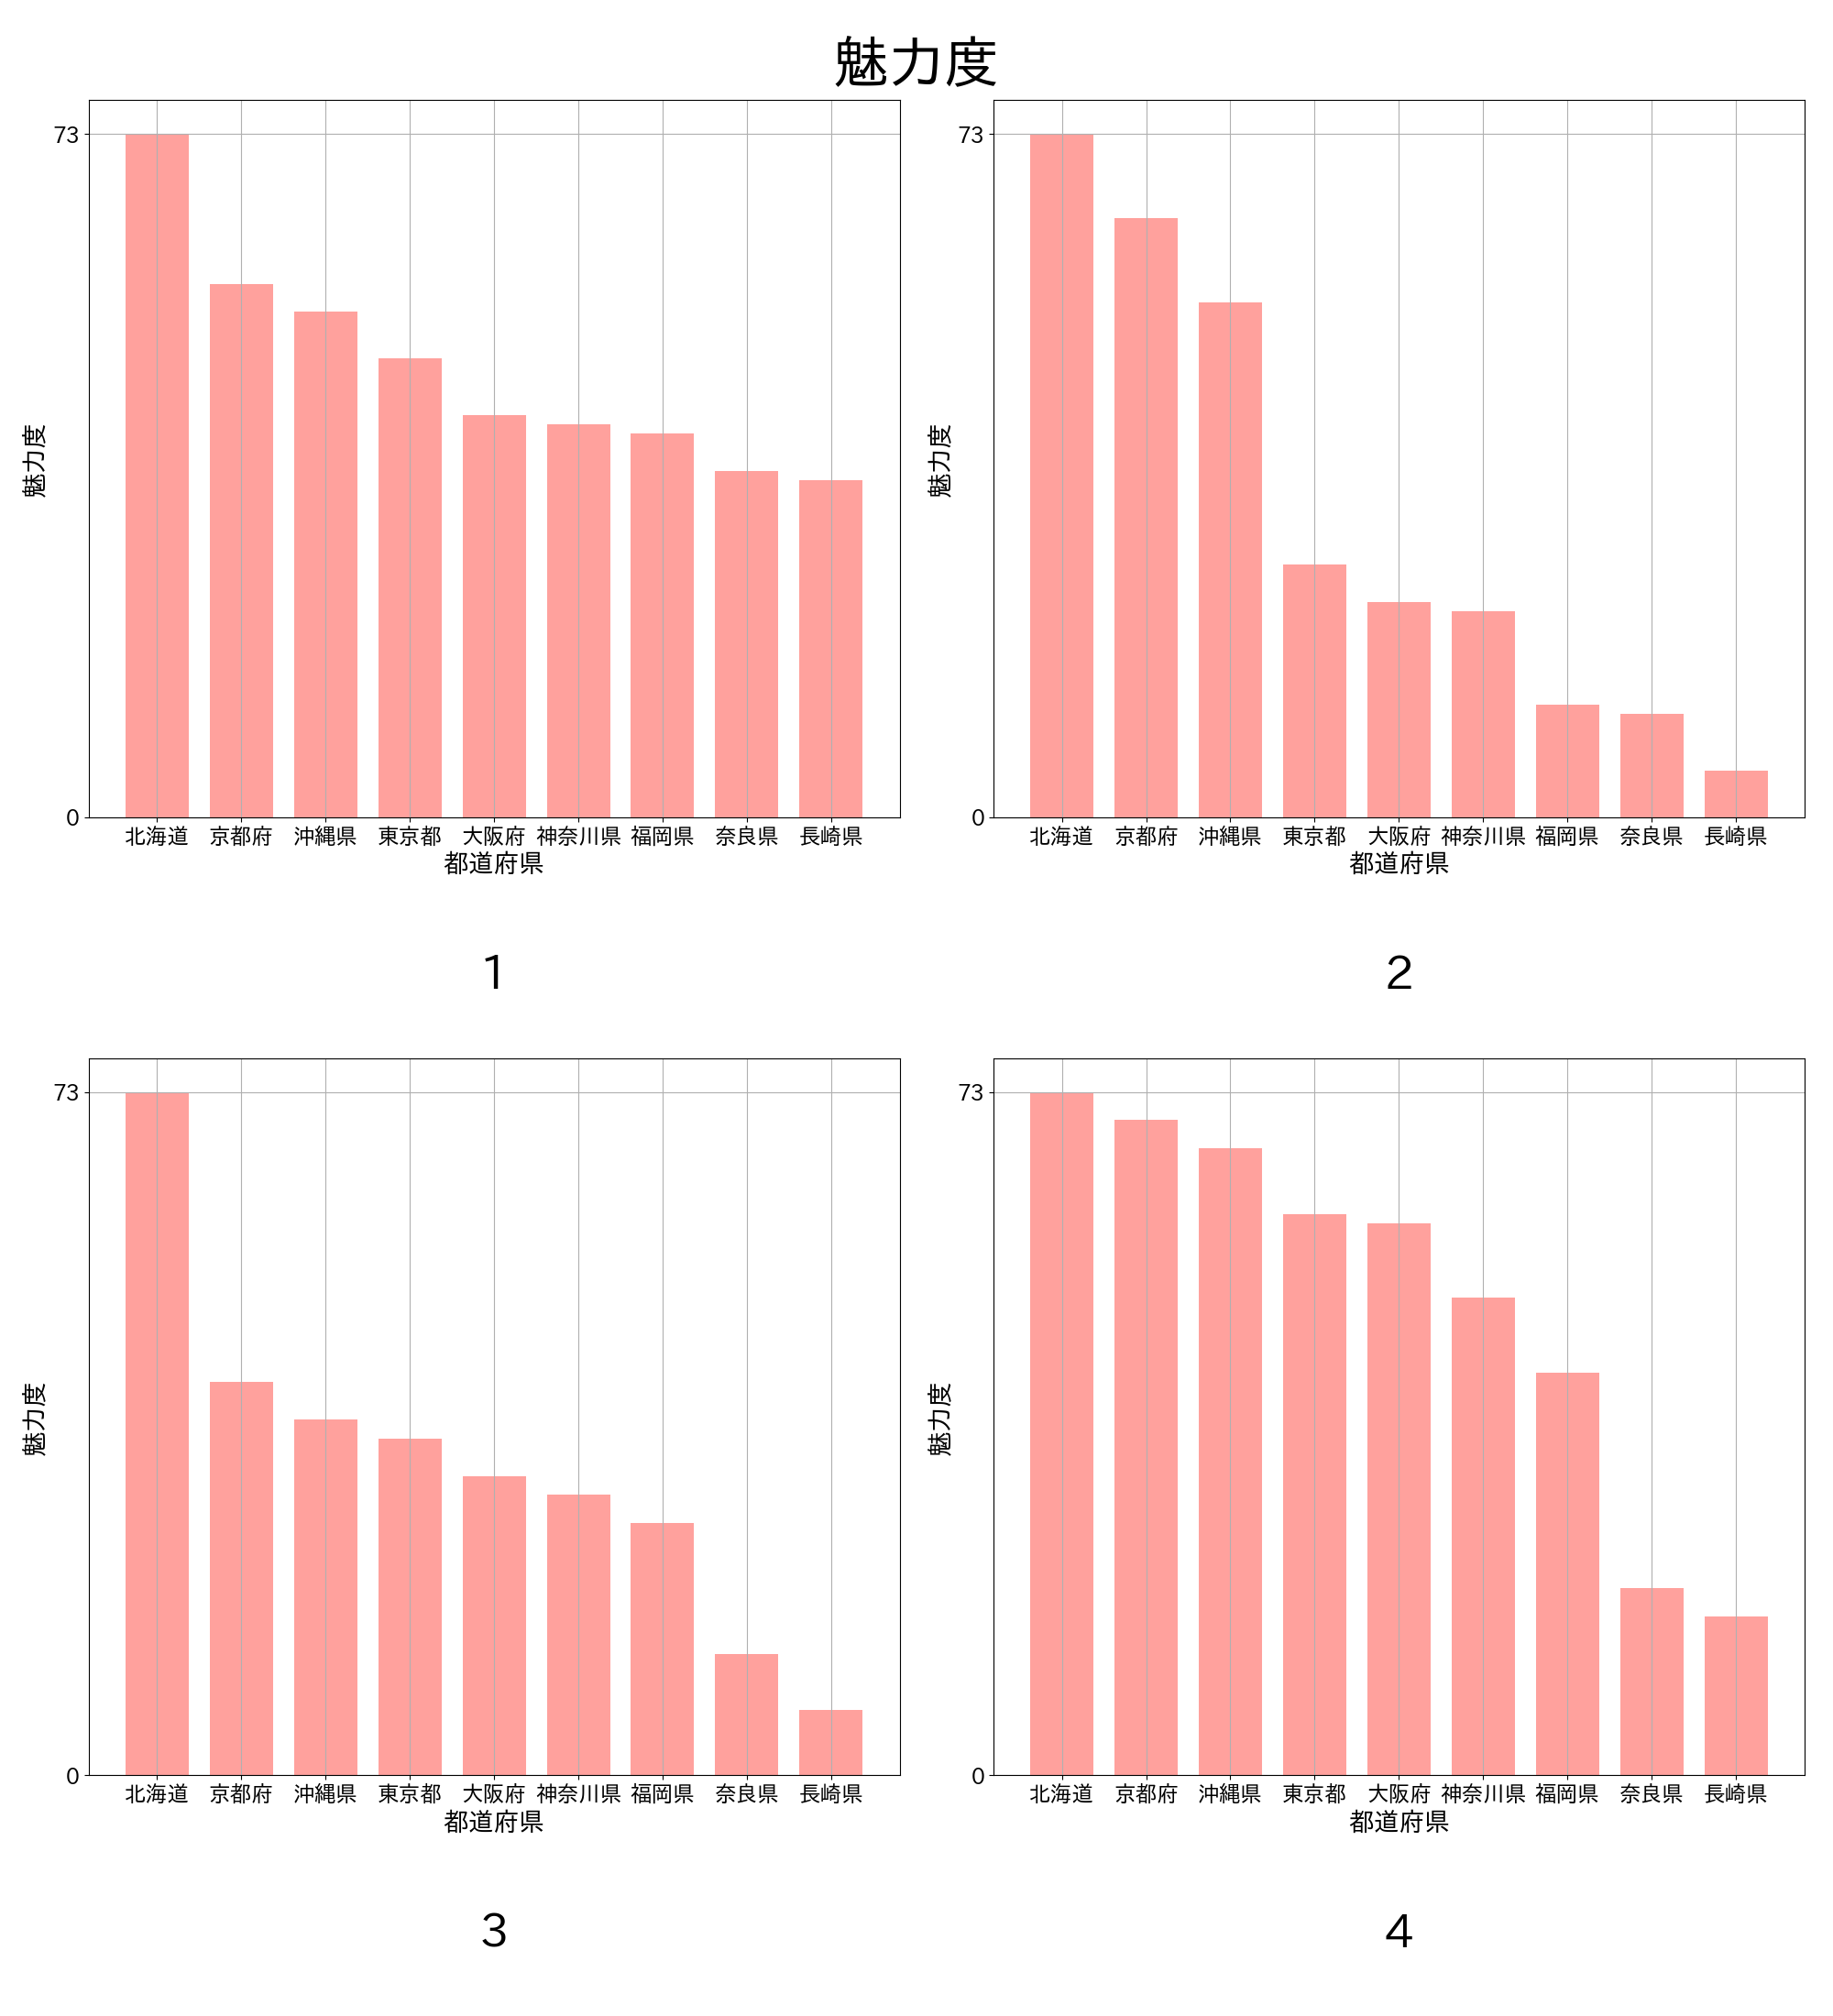 魅力度
73
0
魅力度
北海道 京都府 沖縄県 東京都 大阪府 神奈川県 福岡県 奈良県 長崎県
都道府県
1
73
0
魅力度
北海道 京都府 沖縄県 東京都 大阪府 神奈川県 福岡県 奈良県 長崎県
都道府県
2
73
0
魅力度
北海道 京都府 沖縄県 東京都 大阪府 神奈川県 福岡県 奈良県 長崎県
都道府県
3
73
0
魅力度
北海道 京都府 沖縄県 東京都 大阪府 神奈川県 福岡県 奈良県 長崎県
都道府県
4